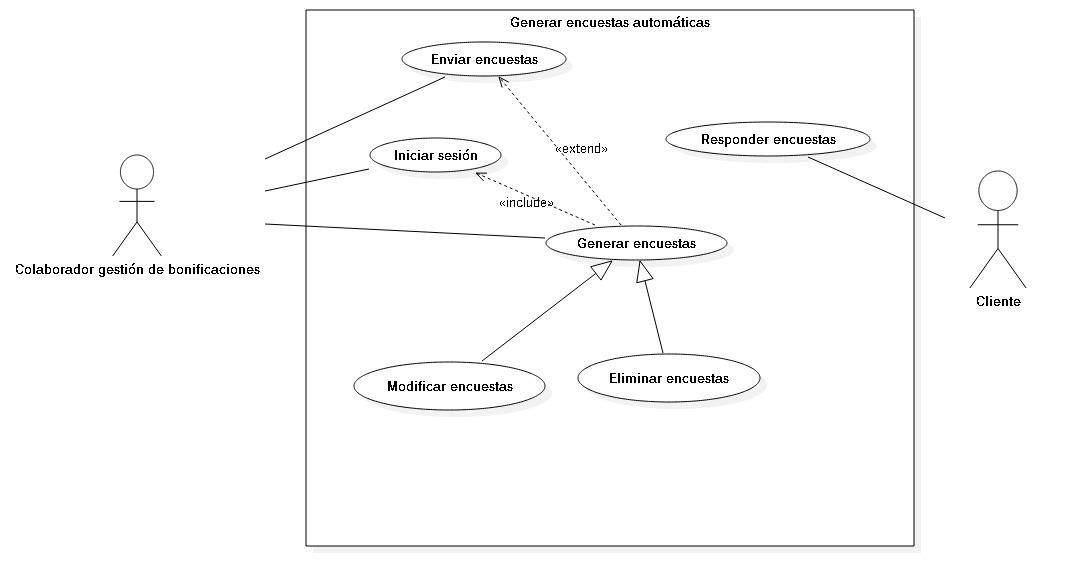 Generar encuestas automáticas
Enviar encuestas
Responder encuestas
«extend»
Iniciar sesión
«include»
Generar encuestas
Colaborador gestión de bonificaciones
Cliente
Modificar encuestas
Eliminar encuestas